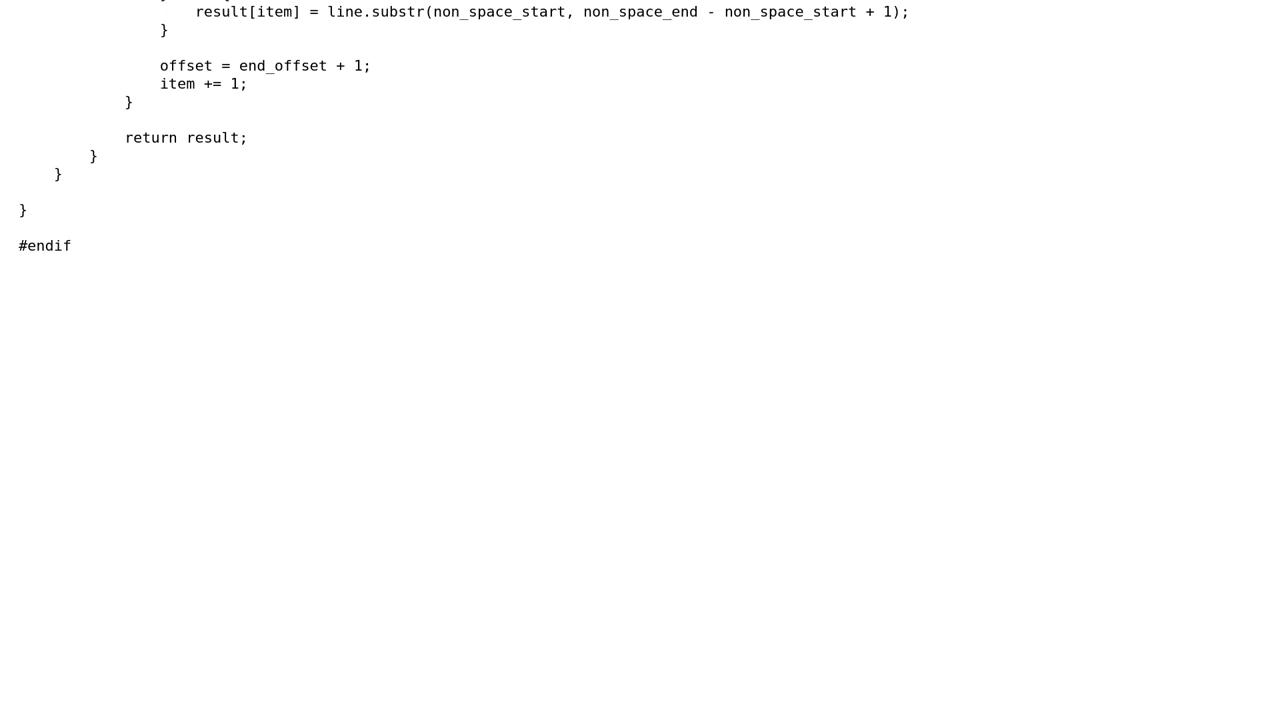 result[item] = line.substr(non_space_start, non_space_end - non_space_start + 1);
}
offset = end_offset + 1;
item += 1;
}
return result;
}
}
}
#endif